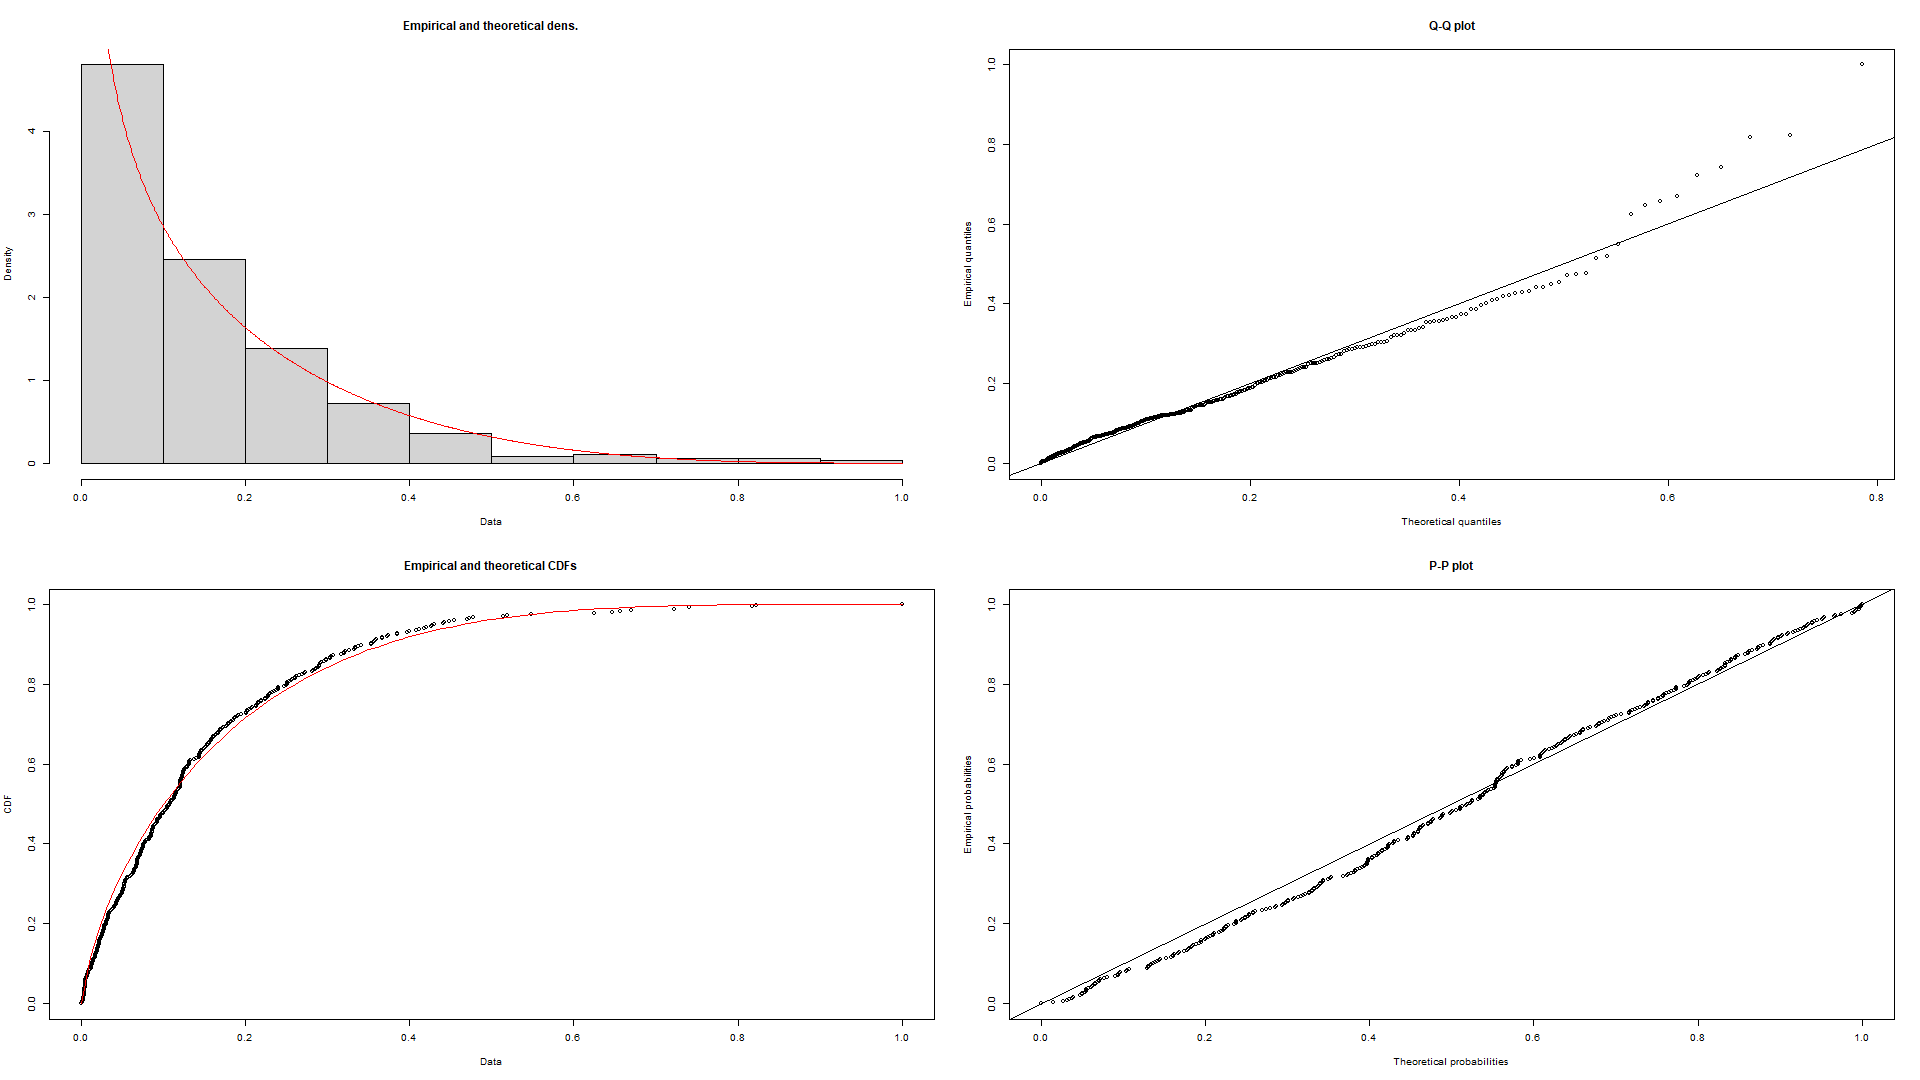 Empirical and theoretical dens.
Density
0 1 2 3 4
0.0 0.2 0.4 0.6 0.8 1.0
Data
Q-Q plot
Empirical quantiles
0.0 0.2 0.4 0.6 0.8 1.0
0.0 0.2 0.4 0.6 0.8
Theoretical quantiles
Empirical and theoretical CDFs
CDF
0.0 0.2 0.4 0.6 0.8 1.0
0.0 0.2 0.4 0.6 0.8 1.0
Data
P-P plot
Empirical probabilities
0.0 0.2 0.4 0.6 0.8 1.0
0.0 0.2 0.4 0.6 0.8 1.0
Theoretical probabilities